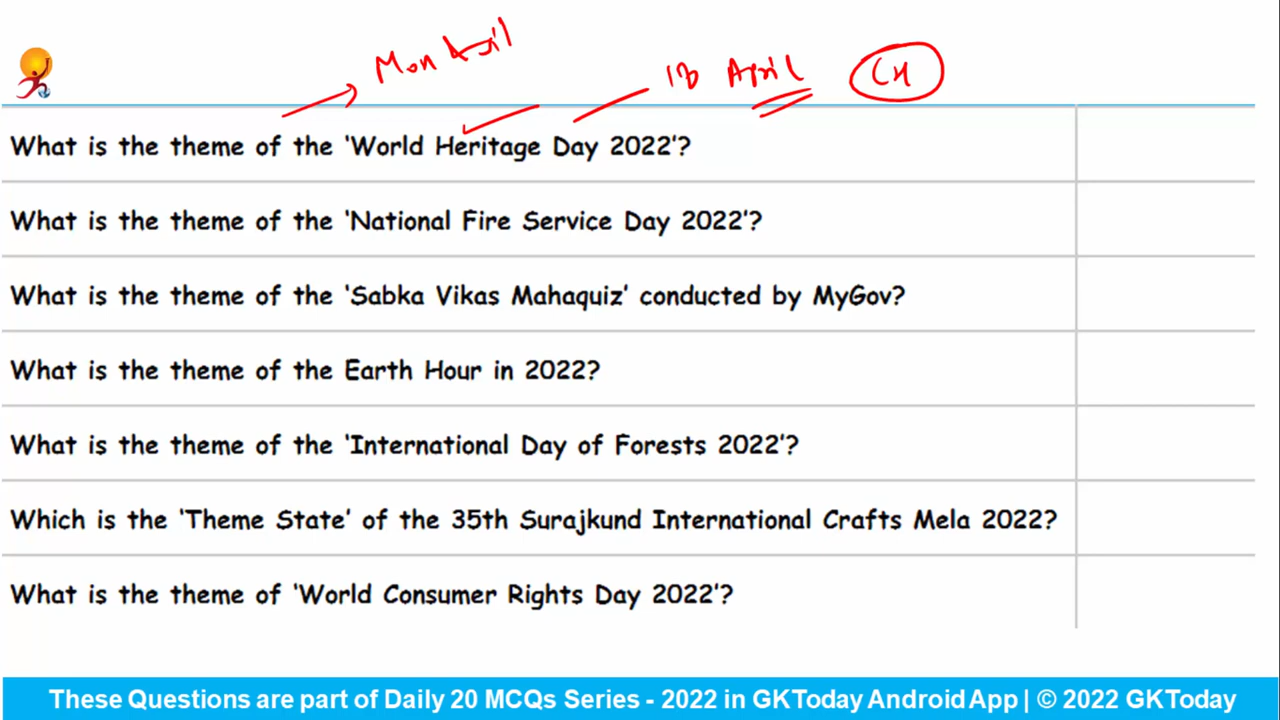 18 April
What is the theme of the ‘World Heritage Day 2022’?
What is the theme of the ‘National Fire Service Day 2022’?
What is the theme of the ‘Sabka Vikas Mahaquiz’ conducted by MyGov?
What is the theme of the Earth Hour in 2022?
What is the theme of the ‘International Day of Forests 2022’?
Which is the ‘Theme State’ of the 35th Surajkund International Crafts Mela 2022?
What is the theme of ‘World Consumer Rights Day 2022’?
These Questions are part of Daily 20 MCQs Series - 2022 in GKToday Android App | © 2022 GKToday